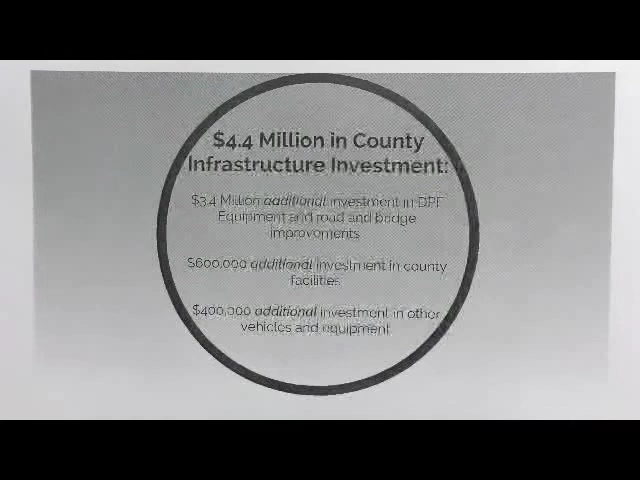 $4.4 Million in County
Infrastructure Investment:
$3.4 Million additional investment in DPF
Equipment and road and bridge
improvements
$600,000 additional investment in county
facilities
$400,000 additional investment in other
vehicles and equipment